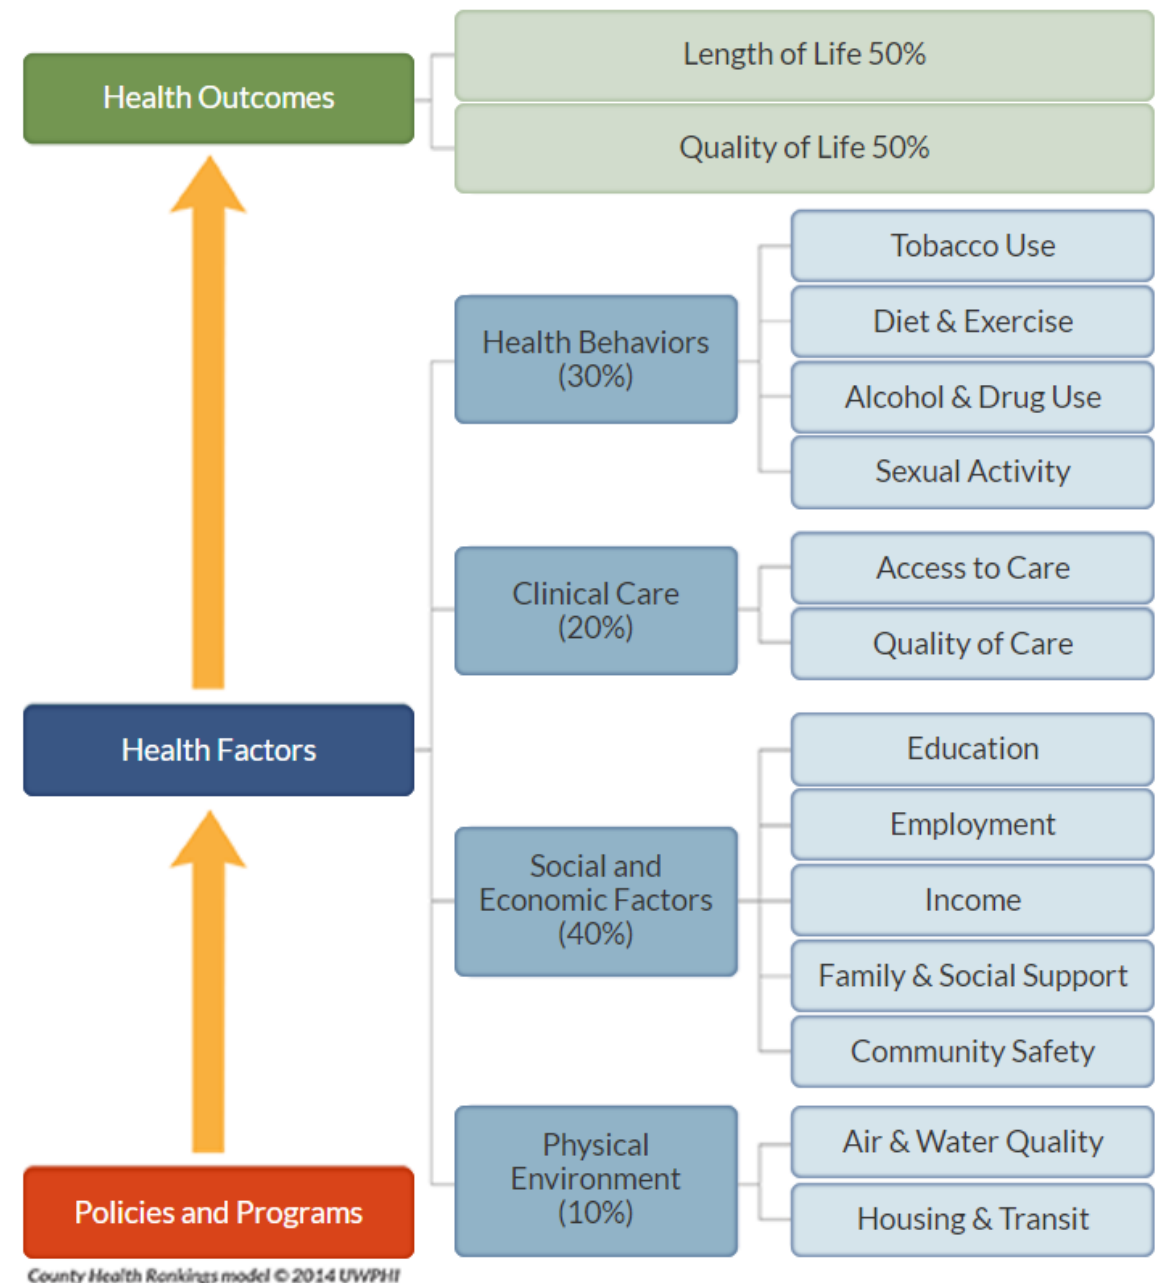 Health Outcomes
Length of Life 50%
Quality of Life 50%
Health Factors
Health Behaviors
(30%)
Tobacco Use
Diet & Exercise
Alcohol & Drug Use
Sexual Activity
Clinical Care
(20%)
Access to Care
Quality of Care
Social and
Economic Factors
(40%)
Education
Employment
Income
Family & Social Support
Community Safety
Physical
Environment
(10%)
Air & Water Quality
Housing & Transit
Policies and Programs
County Health Rankings model © 2014 UWPHI